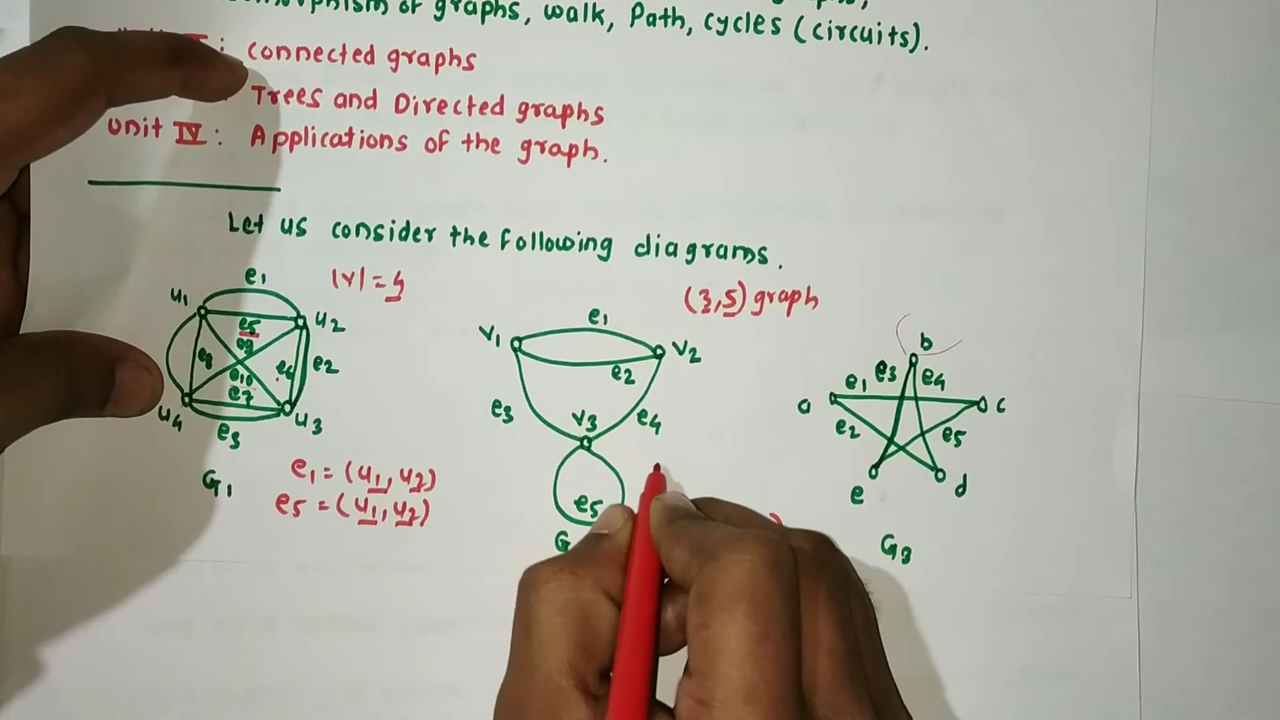 of graphs, walk, Path, cycles (circuits).
: connected graphs
Trees and Directed graphs
Unit IV : Applications of the graph.
Let us consider the following diagrams.
e1
|V| = 4
u1
u2
e5
e9
e8
e6
e2
e10
e7
u4
u3
e3
G1
e1 = (u1, u2)
e5 = (u1, u2)
(3,5) graph
e1
v1
v2
e2
e3
v3
e4
e5
G
b
e3
e4
e1
a
c
e2
e5
e
d
G3